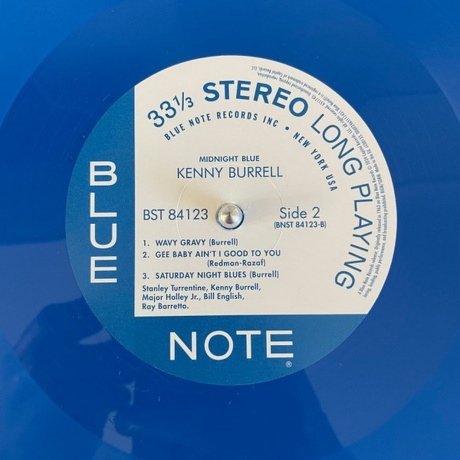 33 1/3 STEREO LONG PLAYING
BLUE NOTE RECORDS INC • NEW YORK USA
MIDNIGHT BLUE
KENNY BURRELL
BST 84123
Side 2
(BNST 84123-B)
1. WAVY GRAVY (Burrell)
2. GEE BABY AIN'T I GOOD TO YOU
(Redman-Razaf)
3. SATURDAY NIGHT BLUES (Burrell)
Stanley Turrentine, Kenny Burrell,
Major Holley Jr., Bill English,
Ray Barretto.
BLUE
NOTE®